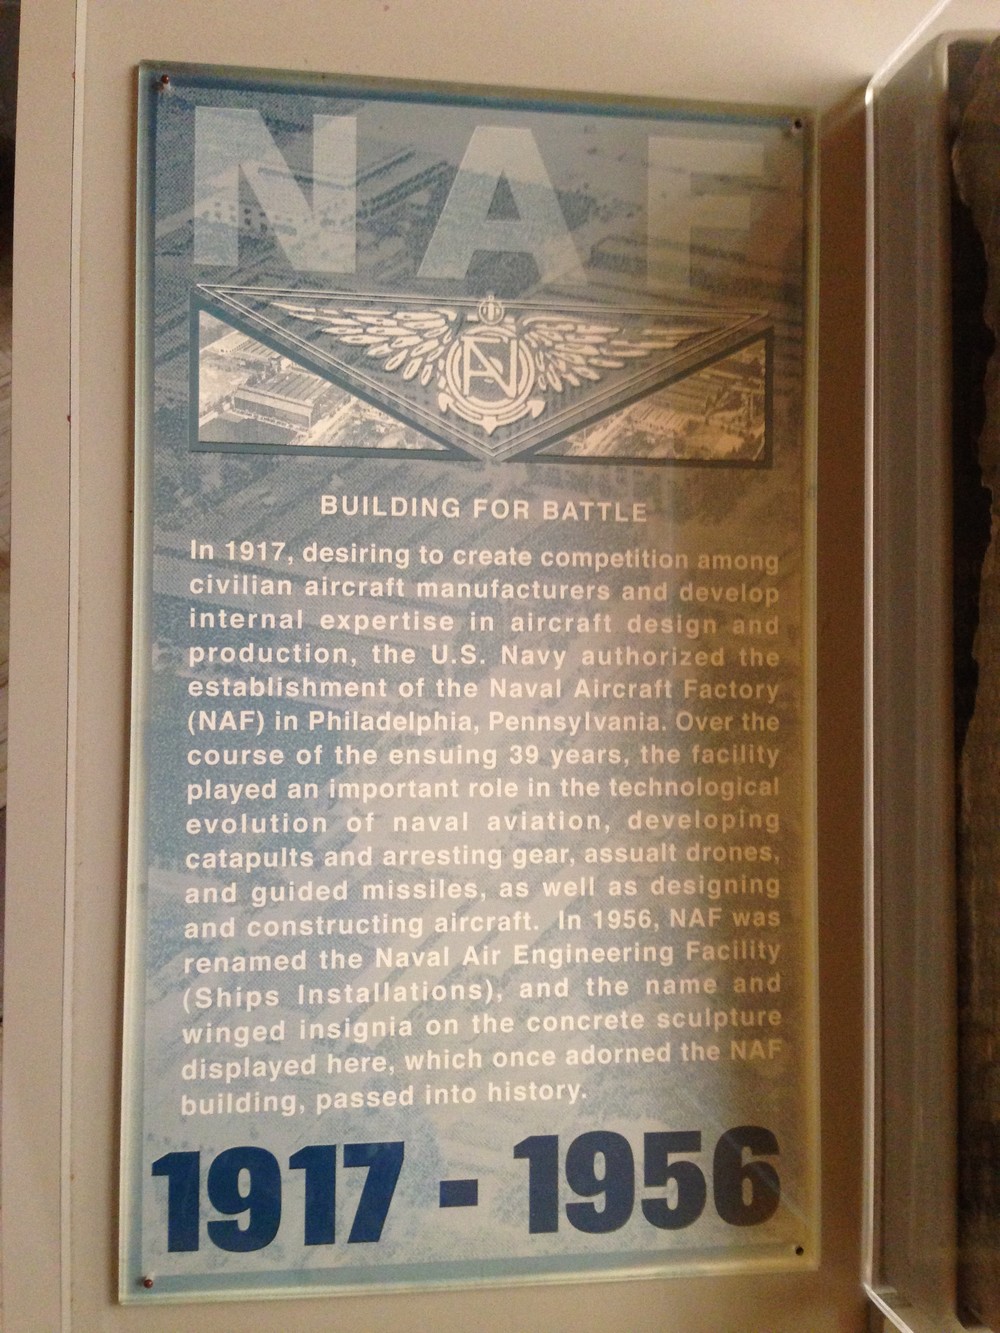 NAF
BUILDING FOR BATTLE
In 1917, desiring to create competition among
civilian aircraft manufacturers and develop
internal expertise in aircraft design and
production, the U.S. Navy authorized the
establishment of the Naval Aircraft Factory
(NAF) in Philadelphia, Pennsylvania. Over the
course of the ensuing 39 years, the facility
played an important role in the technological
evolution of naval aviation, developing
catapults and arresting gear, assualt drones,
and guided missiles, as well as designing
and constructing aircraft. In 1956, NAF was
renamed the Naval Air Engineering Facility
(Ships Installations), and the name and
winged insignia on the concrete sculpture
displayed here, which once adorned the NAF
building, passed into history.
1917 - 1956